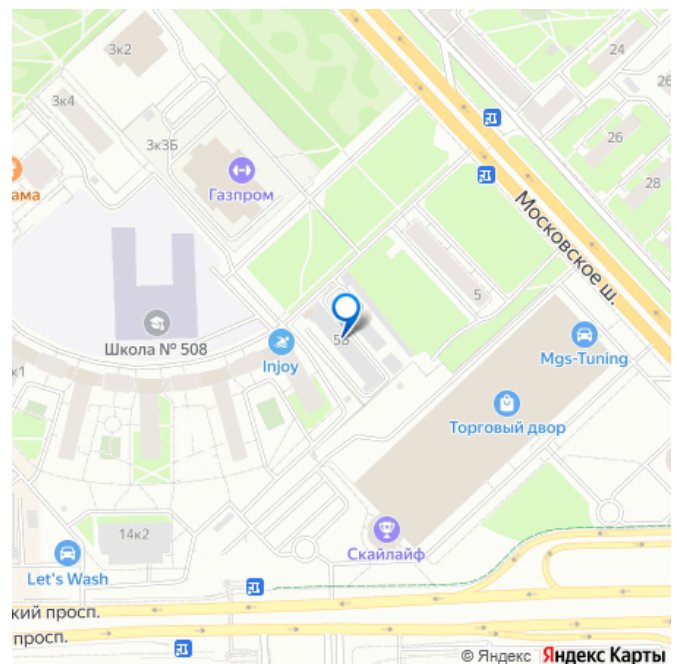 3к2
24
3к4
26
3к3Б
26
Газпром
ама
28
Московское ш.
5
Школа № 508
Injoy
Mgs-Tuning
к1
Торговый двор
14к2
Скайлайф
Let's Wash
кий просп.
просп.
© Яндекс Яндекс Карты